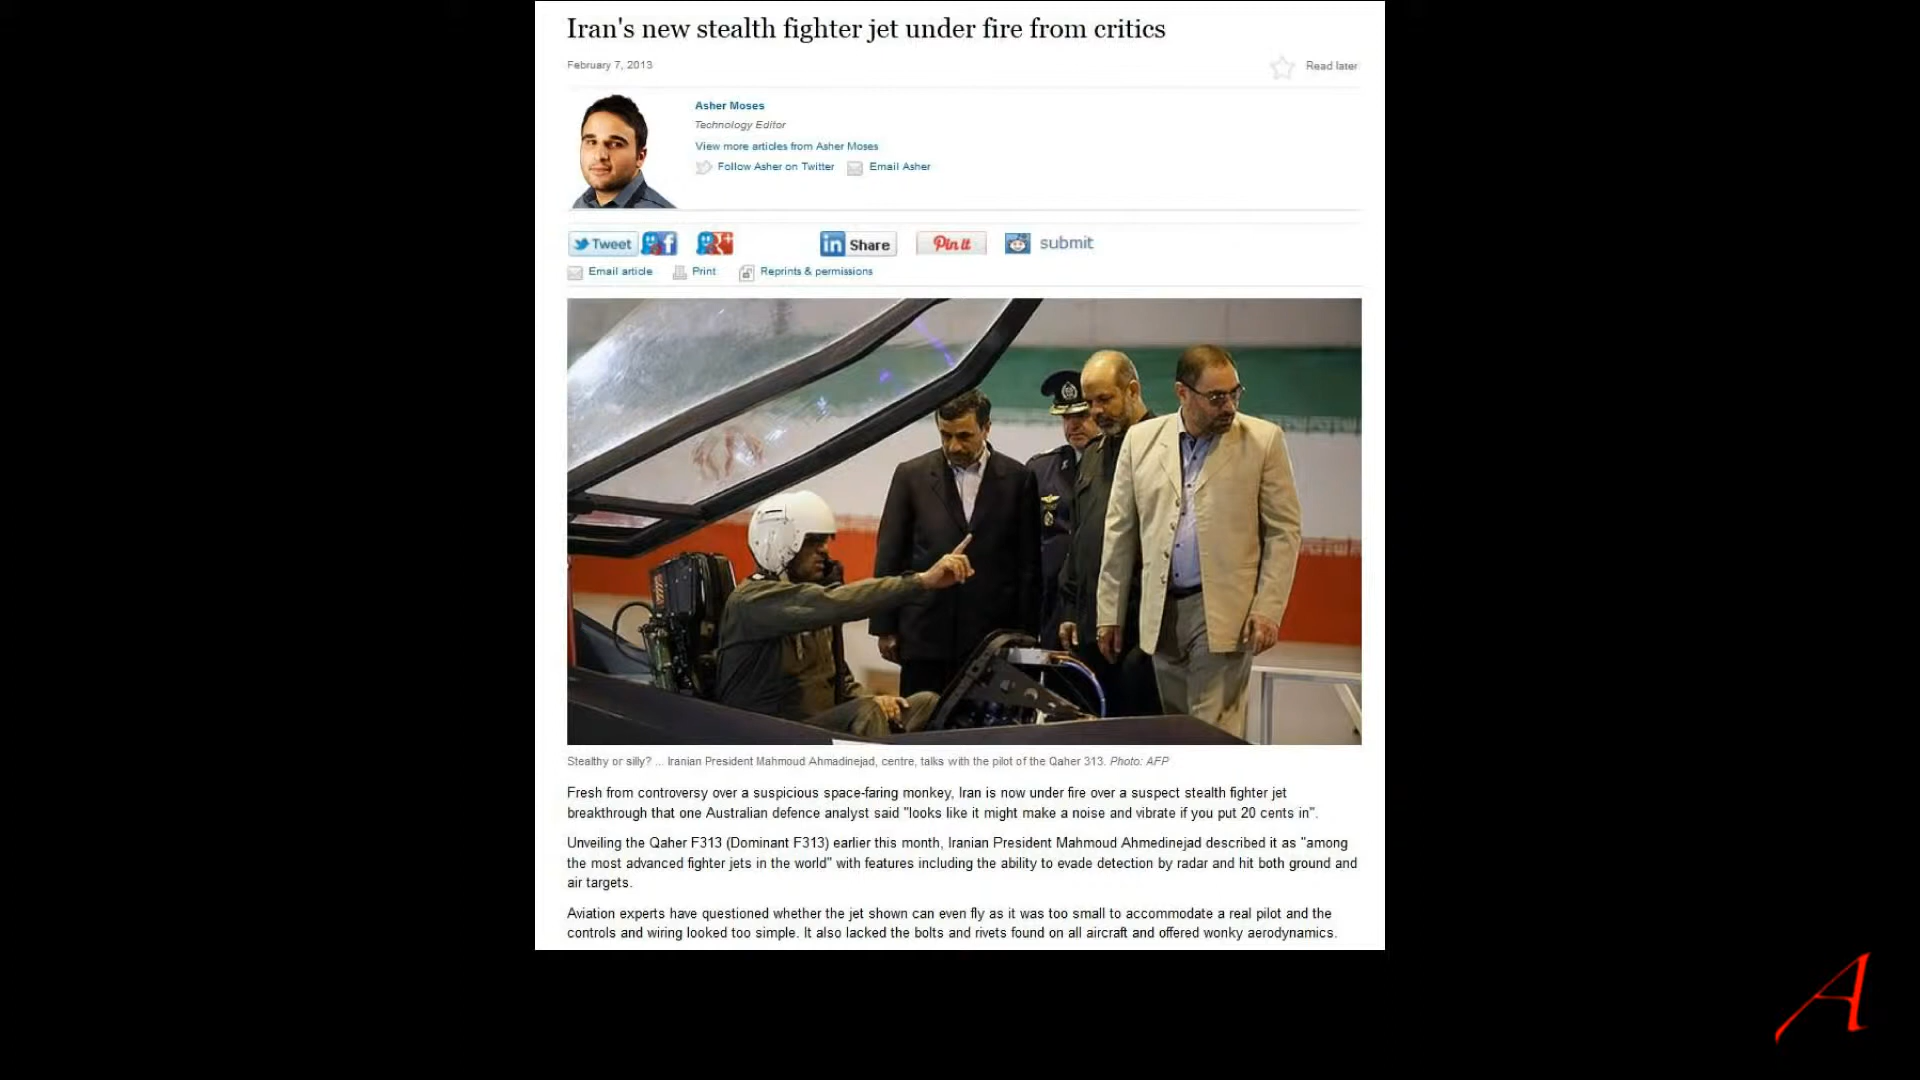 Iran's new stealth fighter jet under fire from critics
February 7, 2013
Read later
Asher Moses
Technology Editor
View more articles from Asher Moses
Follow Asher on Twitter Email Asher
Tweet
in Share
Pin it
submit
Email article Print Reprints & permissions
Stealthy or silly? ... Iranian President Mahmoud Ahmadinejad, centre, talks with the pilot of the Qaher 313. Photo: AFP
Fresh from controversy over a suspicious space-faring monkey, Iran is now under fire over a suspect stealth fighter jet
breakthrough that one Australian defence analyst said "looks like it might make a noise and vibrate if you put 20 cents in".
Unveiling the Qaher F313 (Dominant F313) earlier this month, Iranian President Mahmoud Ahmedinejad described it as "among
the most advanced fighter jets in the world" with features including the ability to evade detection by radar and hit both ground and
air targets.
Aviation experts have questioned whether the jet shown can even fly as it was too small to accommodate a real pilot and the
controls and wiring looked too simple. It also lacked the bolts and rivets found on all aircraft and offered wonky aerodynamics.
A